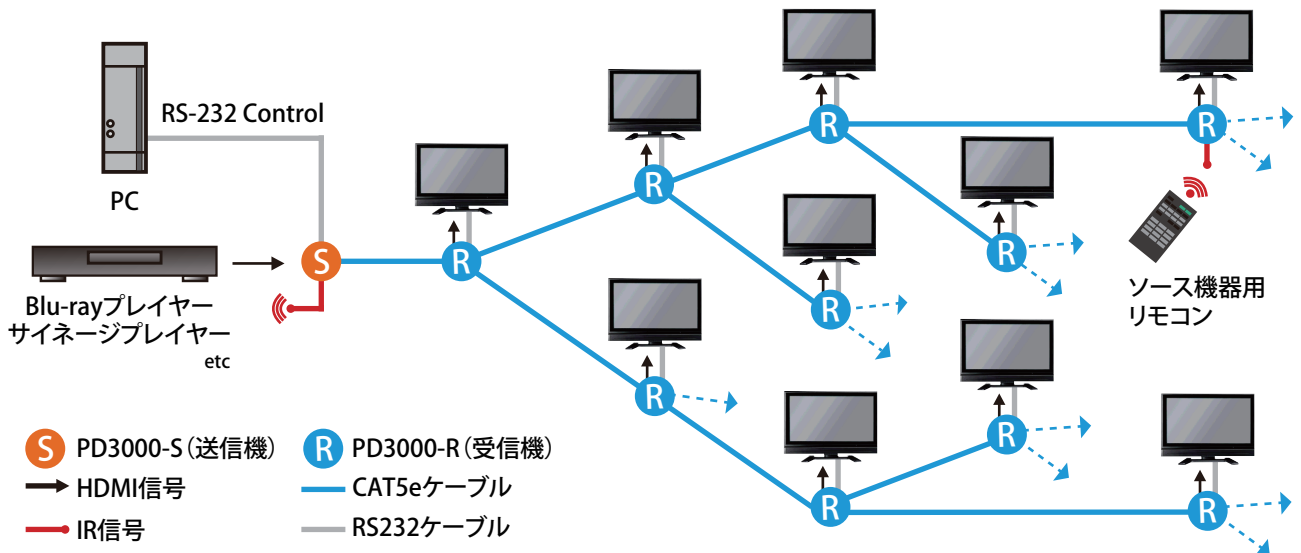 RS-232 Control
PC
S
R
R
R
R
R
R
R
R
R
R
Blu-rayプレイヤー
サイネージプレイヤー
etc
ソース機器用
リモコン
S PD3000-S（送信機）
R PD3000-R（受信機）
HDMI信号
CAT5eケーブル
IR信号
RS232ケーブル